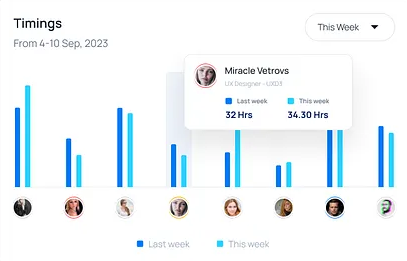 Timings
This Week
From 4-10 Sep, 2023
Miracle Vetrovs
UX Designer - UX03
Last week
This week
32 Hrs
34.30 Hrs
Last week
This week